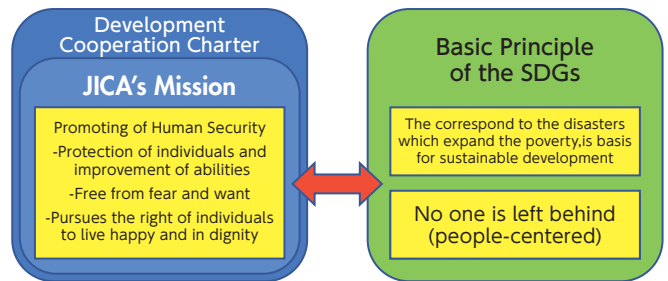 Development
Cooperation Charter
JICA's Mission
Promoting of Human Security
-Protection of individuals and
improvement of abilities
-Free from fear and want
-Pursues the right of individuals
to live happy and in dignity
Basic Principle
of the SDGs
The correspond to the disasters
which expand the poverty,is basis
for sustainable development
No one is left behind
(people-centered)